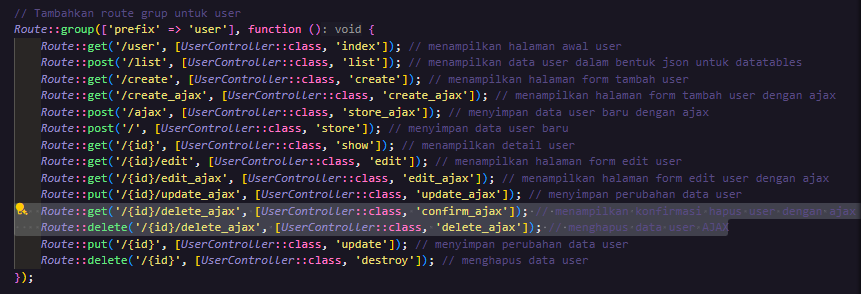 // Tambahkan route grup untuk user
Route::group(['prefix' => 'user'], function (): void {
Route::get('/user', [UserController::class, 'index']); // menampilkan halaman awal user
Route::post('/list', [UserController::class, 'list']); // menampilkan data user dalam bentuk json untuk datatables
Route::get('/create', [UserController::class, 'create']); // menampilkan halaman form tambah user
Route::get('/create_ajax', [UserController::class, 'create_ajax']); // menampilkan halaman form tambah user dengan ajax
Route::post('/ajax', [UserController::class, 'store_ajax']); // menyimpan data user baru dengan ajax
Route::post('/', [UserController::class, 'store']); // menyimpan data user baru
Route::get('/{id}', [UserController::class, 'show']); // menampilkan detail user
Route::get('/{id}/edit', [UserController::class, 'edit']); // menampilkan halaman form edit user
Route::get('/{id}/edit_ajax', [UserController::class, 'edit_ajax']); // menampilkan halaman form edit user dengan ajax
Route::put('/{id}/update_ajax', [UserController::class, 'update_ajax']); // menyimpan perubahan data user
Route::get('/{id}/delete_ajax', [UserController::class, 'confirm_ajax']); // menampilkan konfirmasi hapus user dengan ajax
Route::delete('/{id}/delete_ajax', [UserController::class, 'delete_ajax']); // menghapus data user AJAX
Route::put('/{id}', [UserController::class, 'update']); // menyimpan perubahan data user
Route::delete('/{id}', [UserController::class, 'destroy']); // menghapus data user
});